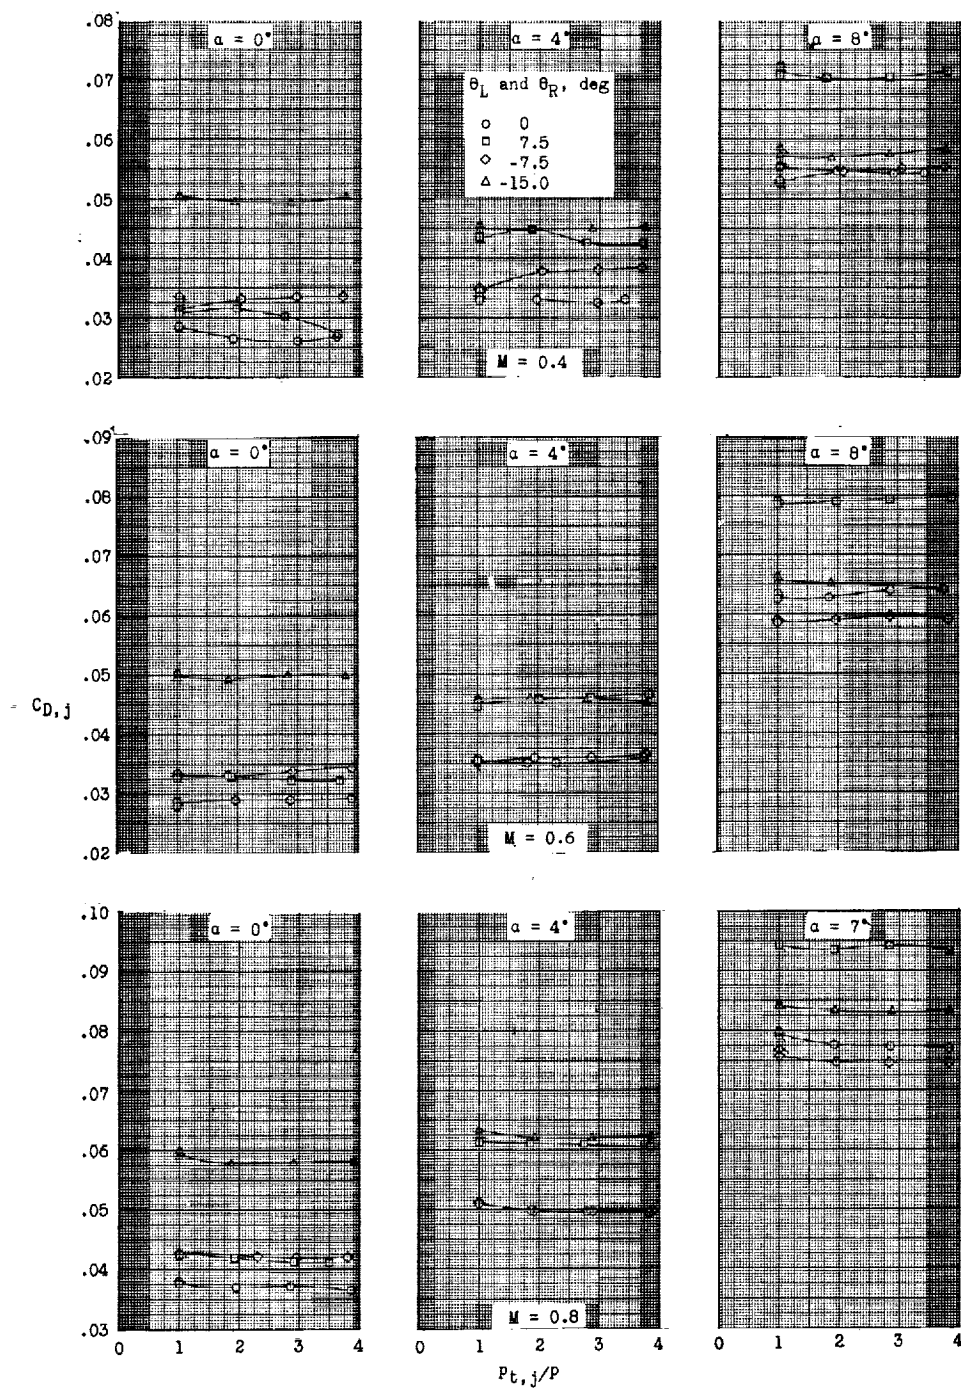 .08
.07
.06
.05
.04
.03
.02
α = 0°
α = 4°
θL and θR, deg
○ 0
□ 7.5
◇ -7.5
△ -15.0
M = 0.4
α = 8°
.09
.08
.07
.06
.05
.04
.03
.02
CD,j
α = 0°
α = 4°
M = 0.6
α = 8°
.10
.09
.08
.07
.06
.05
.04
.03
α = 0°
α = 4°
M = 0.8
α = 7°
0 1 2 3 4
0 1 2 3 4
0 1 2 3 4
pt,j/p